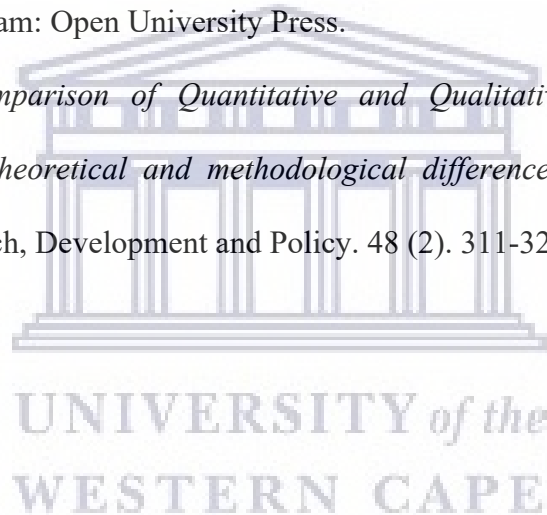 am: Open University Press.
mparison of Quantitative and Qualitativ
heoretical and methodological difference
ch, Development and Policy. 48 (2). 311-32
UNIVERSITY of the
WESTERN CAPE